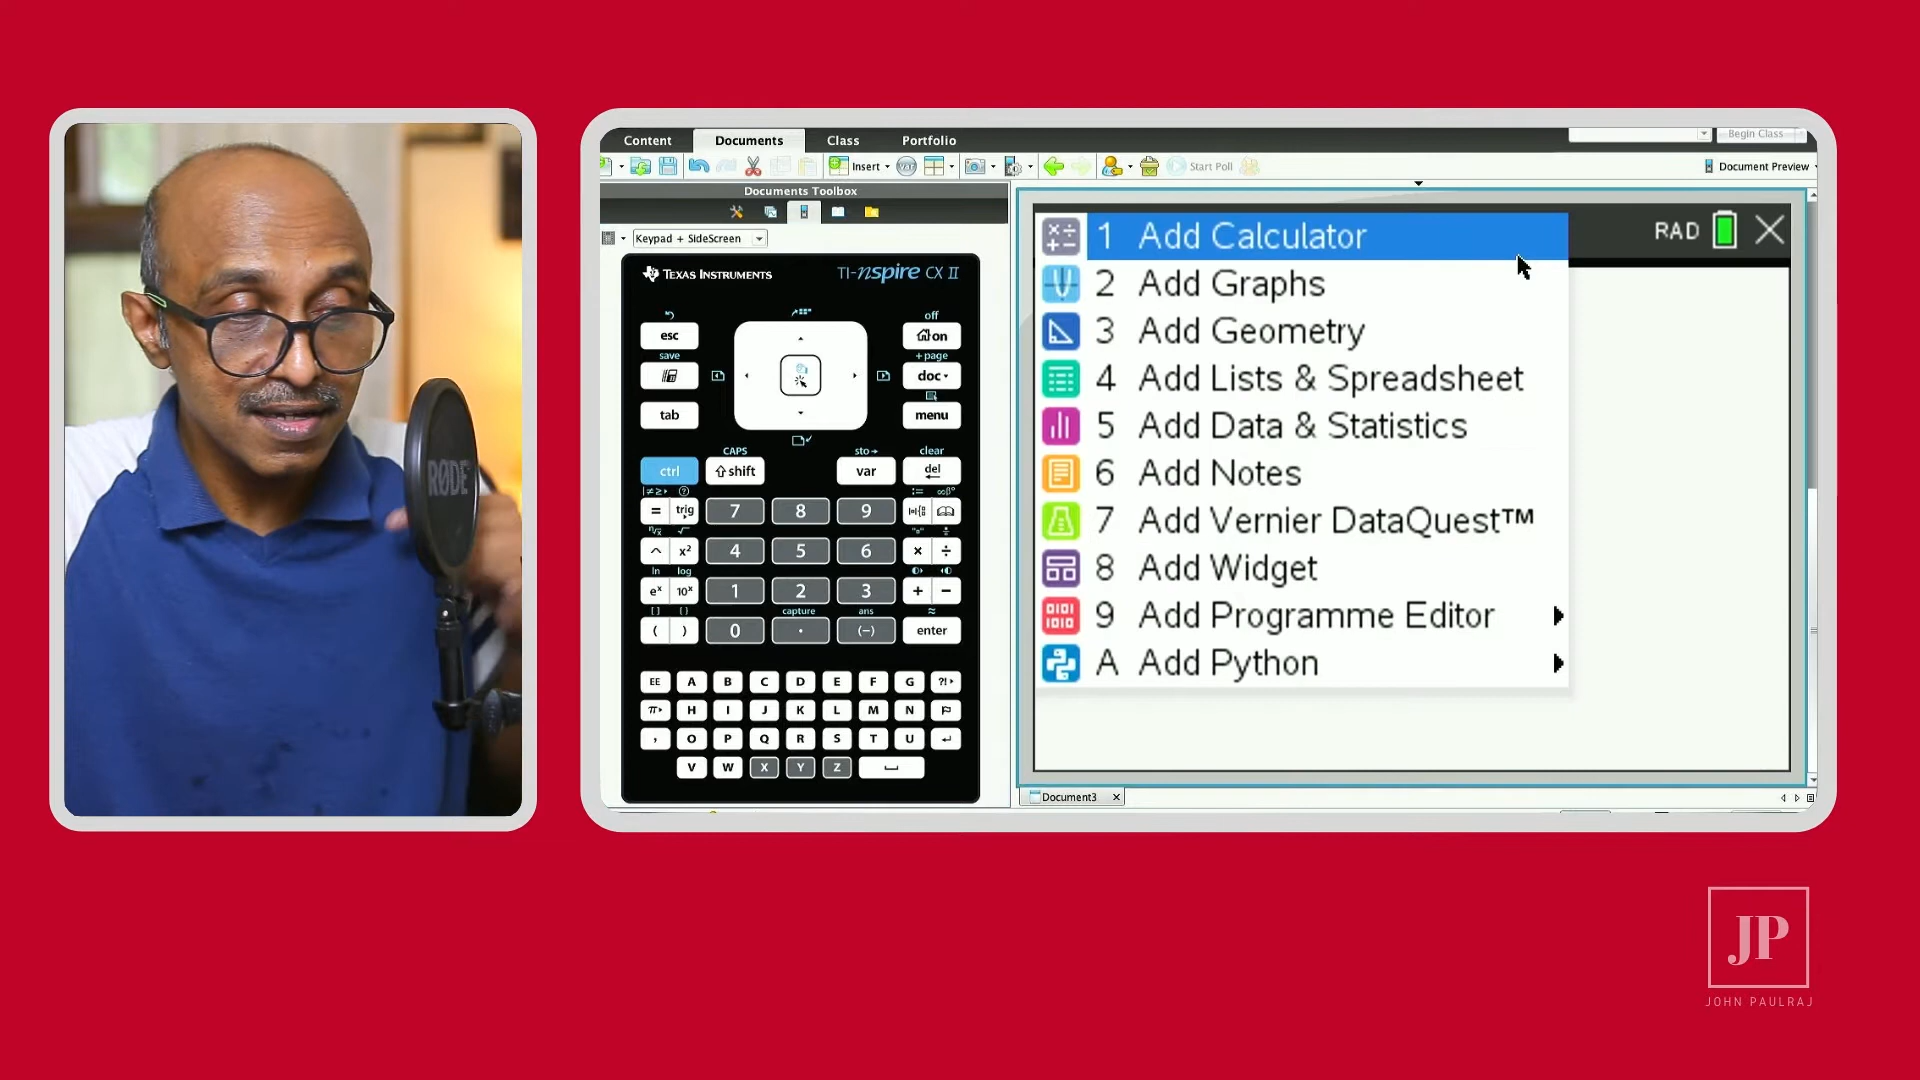 RØDE
Content Documents Class Portfolio
Begin Class
Insert
Start Poll
Document Preview
Documents Toolbox
Keypad + SideScreen
TEXAS INSTRUMENTS TI-nspire CX II
off
esc on
save + page
doc
tab menu
CAPS sto→ clear
ctrl ⇧shift var del
= trig 7 8 9
^ x² 4 5 6 × ÷
ln log
eˣ 10ˣ 1 2 3 + −
[ ] { } capture ans ≈
( ) 0 . (−) enter
EE A B C D E F G ?!▸
π▸ H I J K L M N
, O P Q R S T U ↵
V W X Y Z
RAD
1 Add Calculator
2 Add Graphs
3 Add Geometry
4 Add Lists & Spreadsheet
5 Add Data & Statistics
6 Add Notes
7 Add Vernier DataQuest™
8 Add Widget
9 Add Programme Editor
A Add Python
Document3
JP
JOHN PAULRAJ